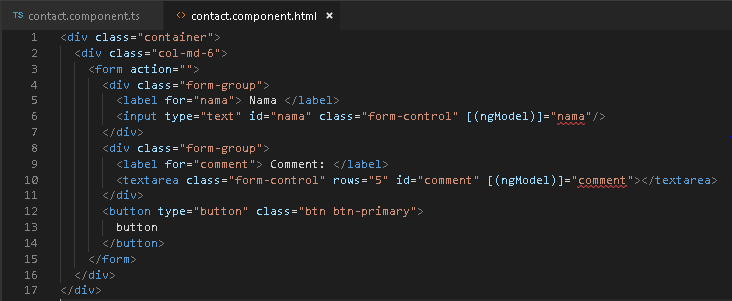 TS contact.component.ts <> contact.component.html ×
1 <div class="container">
2 <div class="col-md-6">
3 <form action="">
4 <div class="form-group">
5 <label for="nama"> Nama </label>
6 <input type="text" id="nama" class="form-control" [(ngModel)]="nama"/>
7 </div>
8 <div class="form-group">
9 <label for="comment"> Comment: </label>
10 <textarea class="form-control" rows="5" id="comment" [(ngModel)]="comment"></textarea>
11 </div>
12 <button type="button" class="btn btn-primary">
13 button
14 </button>
15 </form>
16 </div>
17 </div>